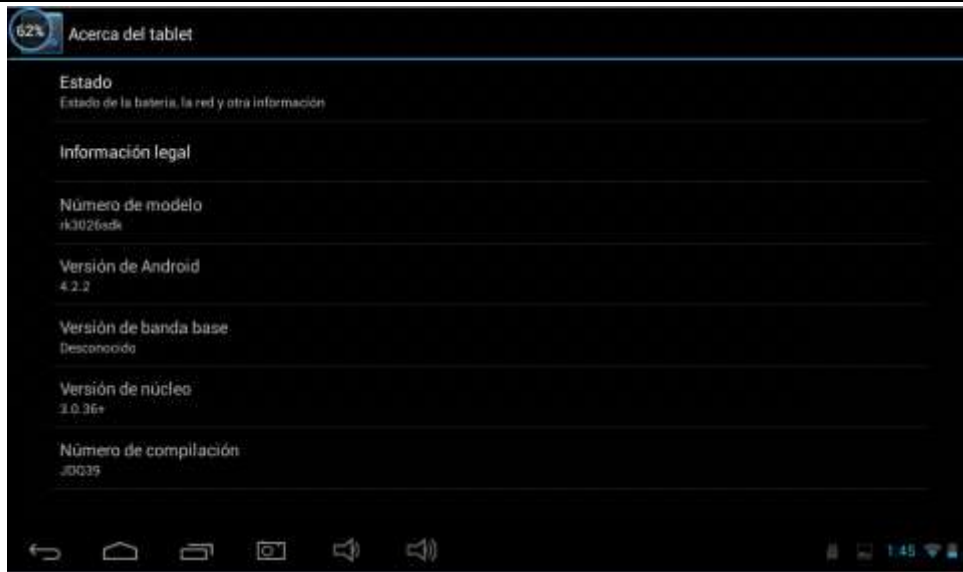 62%
Acerca del tablet
Estado
Estado de la bateria, la red y otra información
Información legal
Número de modelo
rk3026sdk
Versión de Android
4.2.2
Versión de banda base
Desconocido
Versión de núcleo
3.0.36+
Número de compilación
JDQ39
1:45